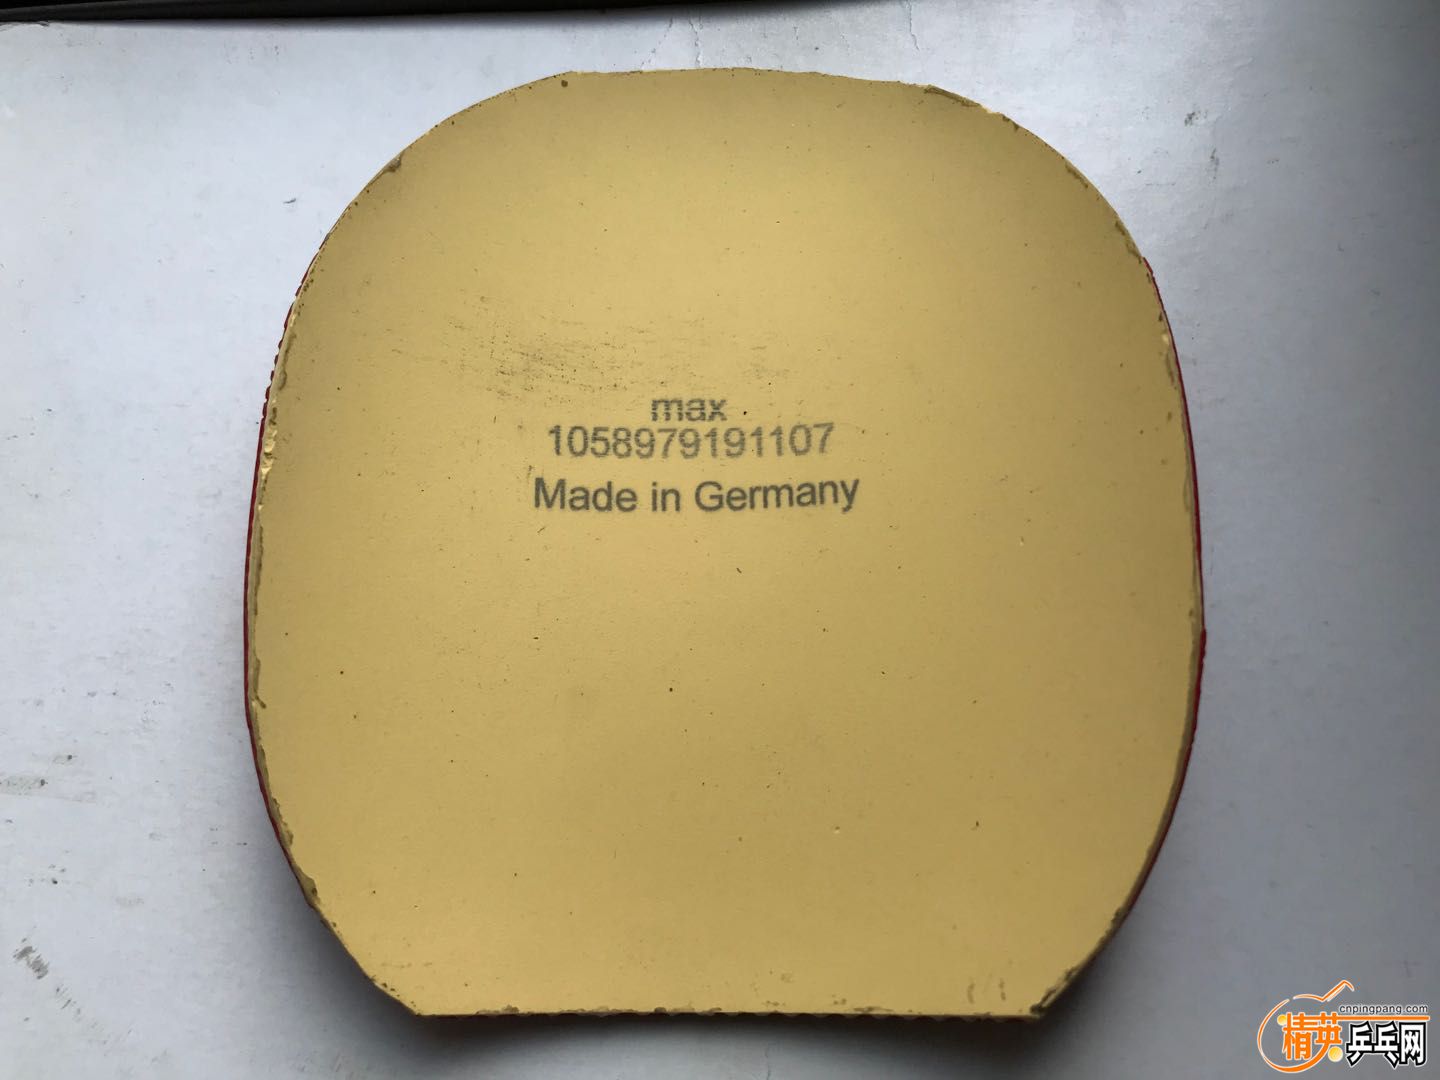 max
1058979191107
Made in Germany
cnpingpang.com
精英乒乓网